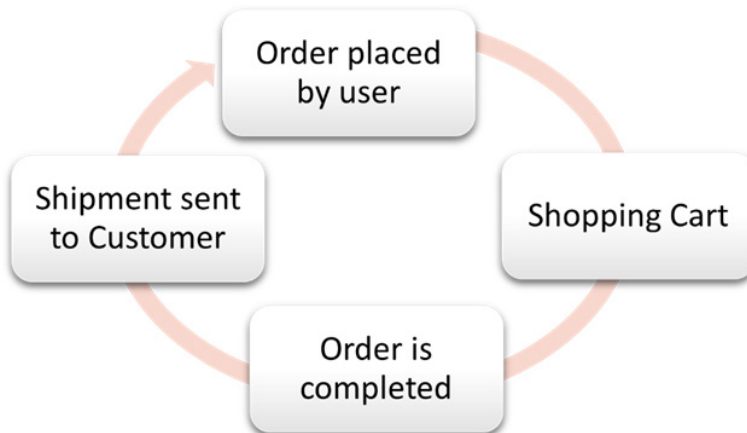 Order placed
by user
Shopping Cart
Order is
completed
Shipment sent
to Customer